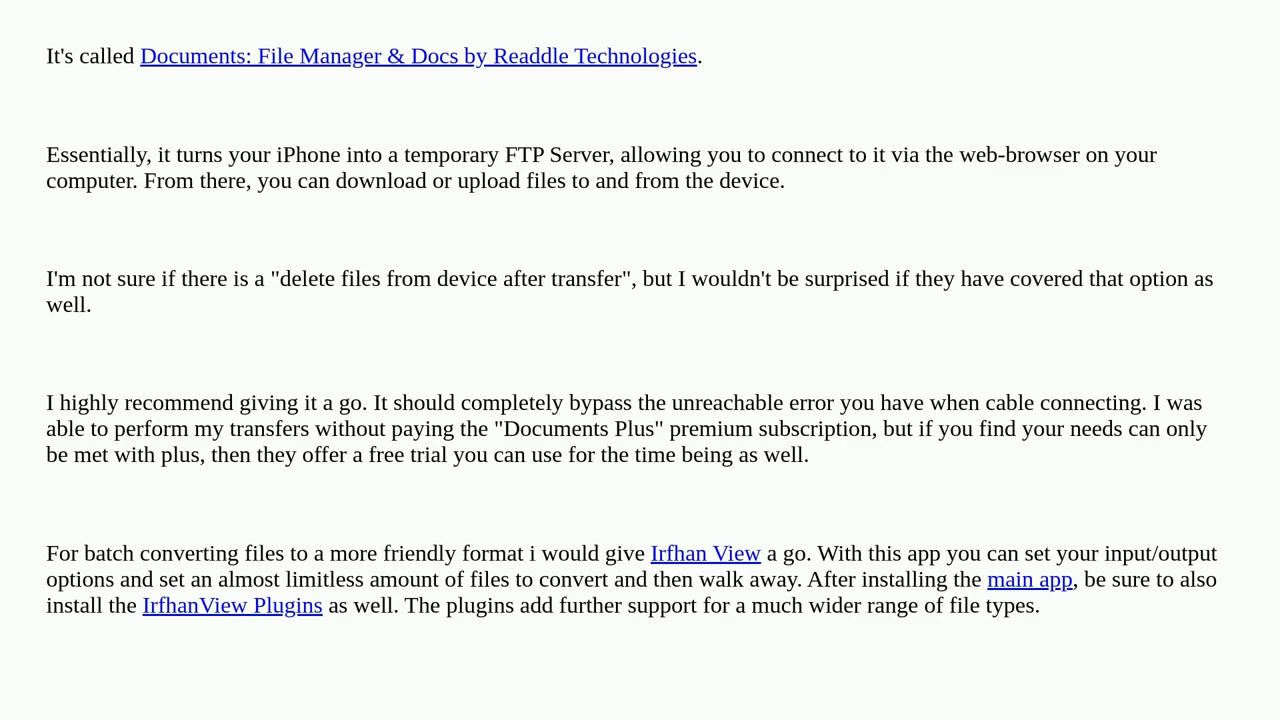 It's called Documents: File Manager & Docs by Readdle Technologies.
Essentially, it turns your iPhone into a temporary FTP Server, allowing you to connect to it via the web-browser on your
computer. From there, you can download or upload files to and from the device.
I'm not sure if there is a "delete files from device after transfer", but I wouldn't be surprised if they have covered that option as
well.
I highly recommend giving it a go. It should completely bypass the unreachable error you have when cable connecting. I was
able to perform my transfers without paying the "Documents Plus" premium subscription, but if you find your needs can only
be met with plus, then they offer a free trial you can use for the time being as well.
For batch converting files to a more friendly format i would give Irfhan View a go. With this app you can set your input/output
options and set an almost limitless amount of files to convert and then walk away. After installing the main app, be sure to also
install the IrfhanView Plugins as well. The plugins add further support for a much wider range of file types.